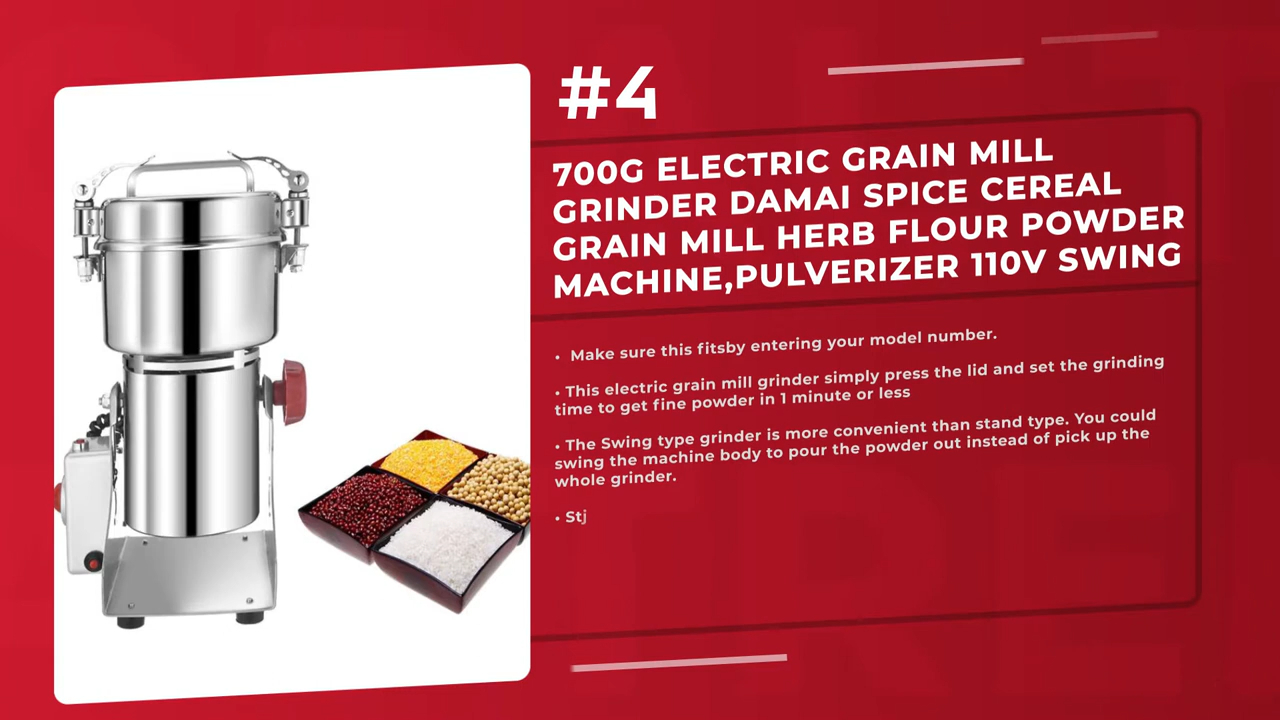 #4
700G ELECTRIC GRAIN MILL
GRINDER DAMAI SPICE CEREAL
GRAIN MILL HERB FLOUR POWDER
MACHINE,PULVERIZER 110V SWING
• Make sure this fitsby entering your model number.
• This electric grain mill grinder simply press the lid and set the grinding
time to get fine powder in 1 minute or less
• The Swing type grinder is more convenient than stand type. You could
swing the machine body to pour the powder out instead of pick up the
whole grinder.
• Stj